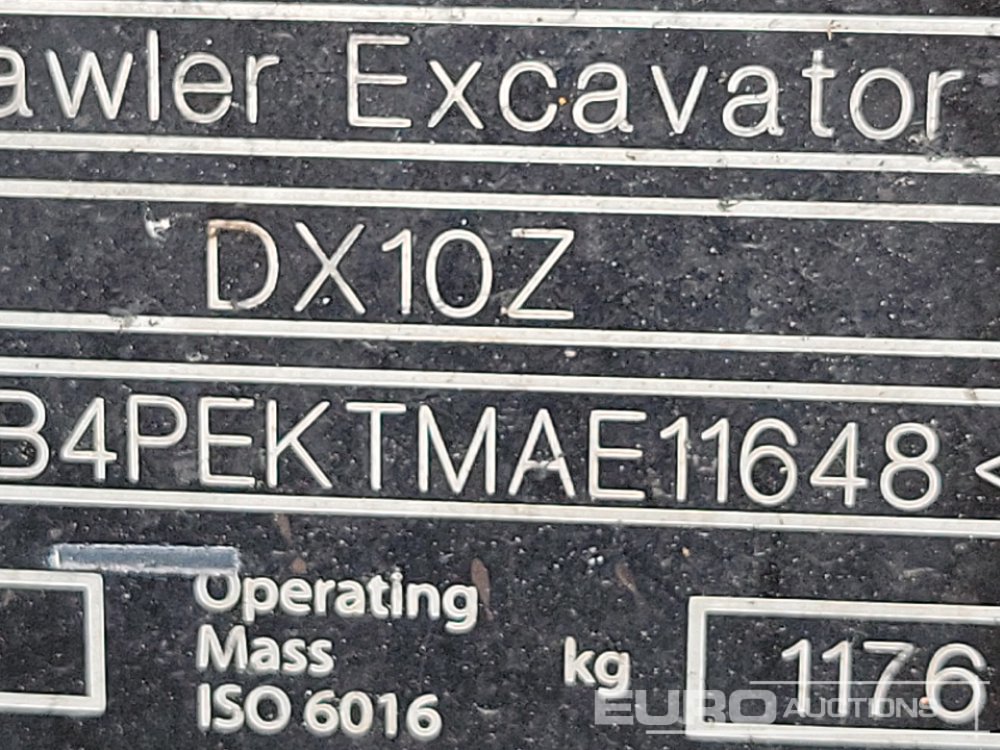 awler Excavator
DX10Z
B4PEKTMAE11648 <
Operating
Mass
ISO 6016
kg
1176
EURO AUCTIONS